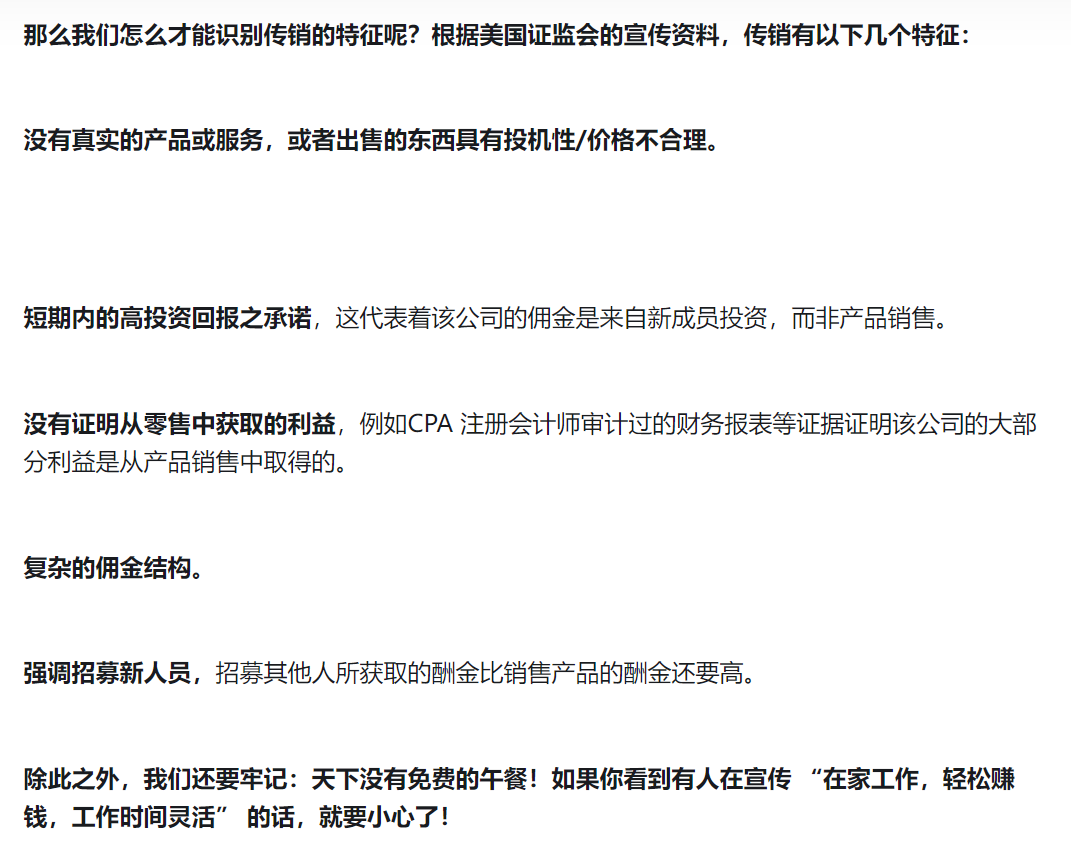 那么我们怎么才能识别传销的特征呢？根据美国证监会的宣传资料，传销有以下几个特征：
没有真实的产品或服务，或者出售的东西具有投机性/价格不合理。
短期内的高投资回报之承诺，这代表着该公司的佣金是来自新成员投资，而非产品销售。
没有证明从零售中获取的利益，例如CPA 注册会计师审计过的财务报表等证据证明该公司的大部
分利益是从产品销售中取得的。
复杂的佣金结构。
强调招募新人员，招募其他人所获取的酬金比销售产品的酬金还要高。
除此之外，我们还要牢记：天下没有免费的午餐！如果你看到有人在宣传 “在家工作，轻松赚
钱，工作时间灵活” 的话，就要小心了！